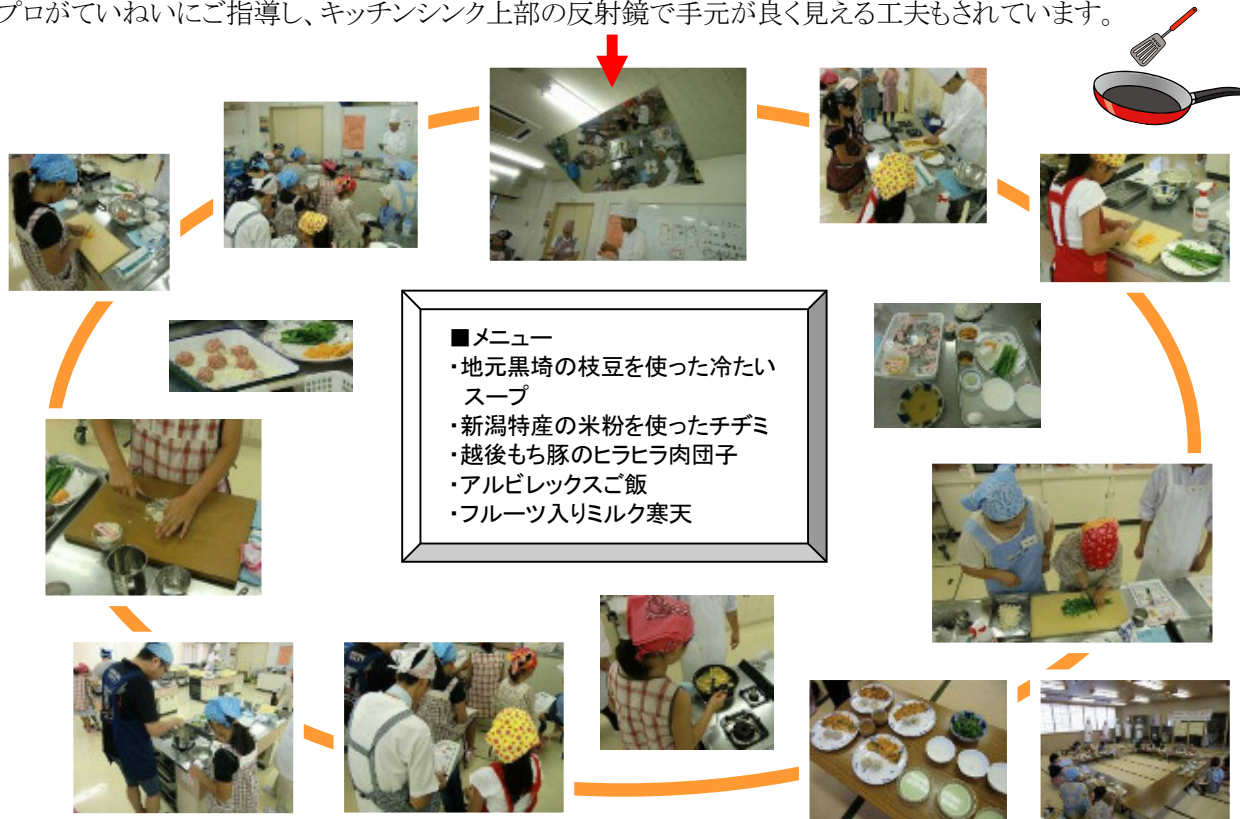 プロがていねいにご指導し、キッチンシンク上部の反射鏡で手元が良く見える工夫もされています。
■メニュー
・地元黒埼の枝豆を使った冷たい
スープ
・新潟特産の米粉を使ったチヂミ
・越後もち豚のヒラヒラ肉団子
・アルビレックスご飯
・フルーツ入りミルク寒天